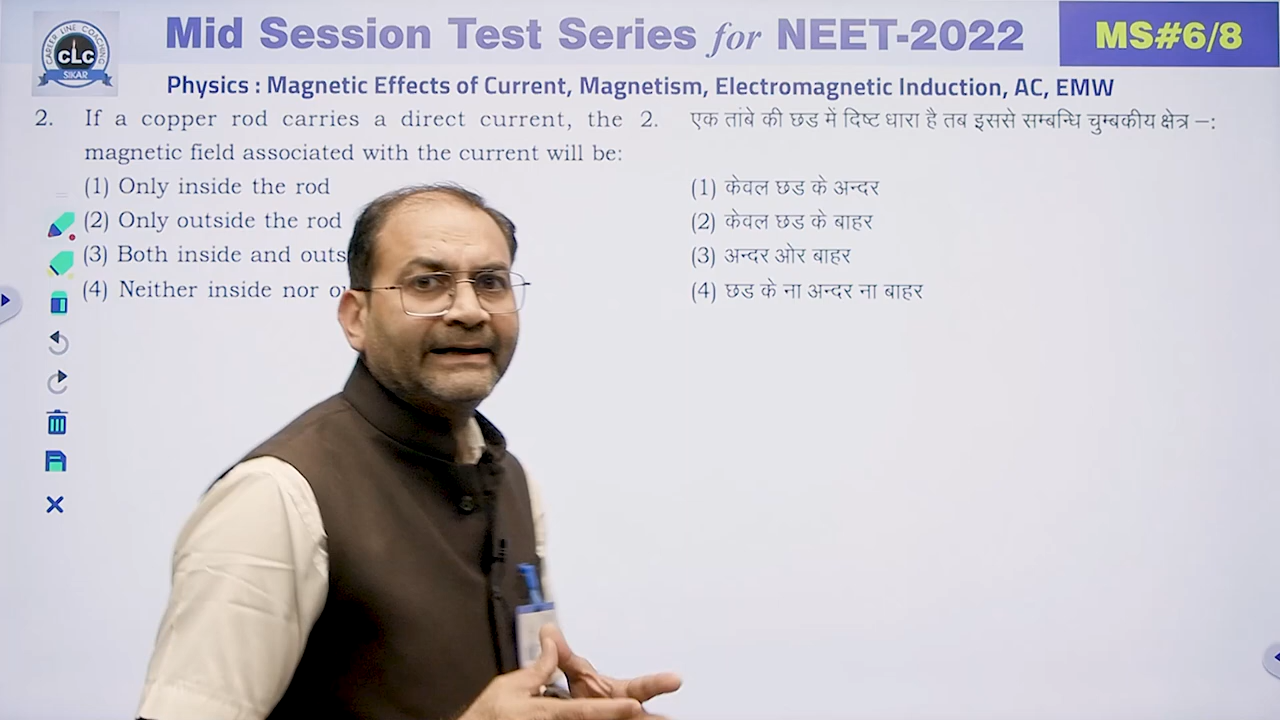 Mid Session Test Series for NEET-2022
MS#6/8
CAREER LINE COACHING
CLC
SIKAR
Physics : Magnetic Effects of Current, Magnetism, Electromagnetic Induction, AC, EMW
2. If a copper rod carries a direct current, the
magnetic field associated with the current will be:
(1) Only inside the rod
(2) Only outside the rod
(3) Both inside and outs
(4) Neither inside nor
2. एक तांबे की छड में दिष्ट धारा है तब इससे सम्बन्धि चुम्बकीय क्षेत्र –:
(1) केवल छड के अन्दर
(2) केवल छड के बाहर
(3) अन्दर ओर बाहर
(4) छड के ना अन्दर ना बाहर